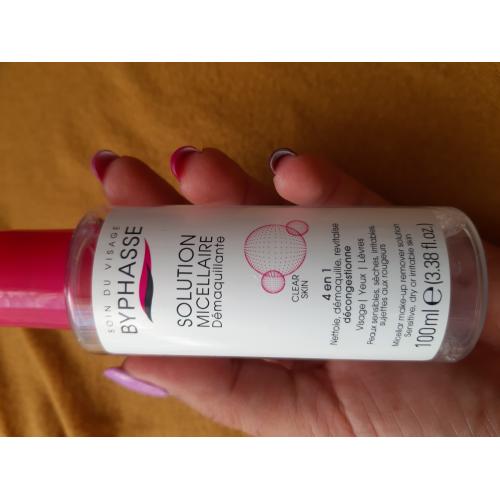 SOIN DU VISAGE
BYPHASSE
SOLUTION
MICELLAIRE
Démaquillante
CLEAR
SKIN
4 en 1
Nettoie, démaquille, revitalise
décongestionne
Visage | Yeux | Lèvres
Peaux sensibles, sèches, irritables
sujettes aux rougeurs
Micellar make-up remover solution
Sensitive, dry or irritable skin
100ml ℮ (3.38 fl.oz.)